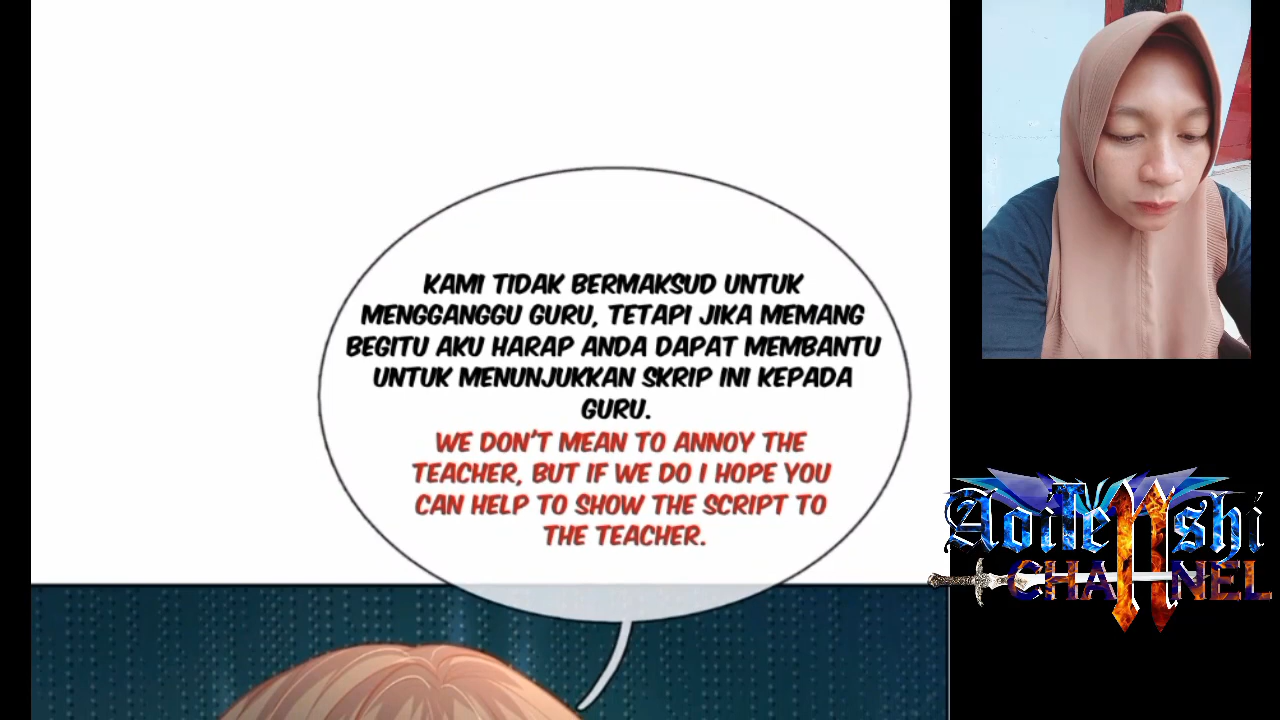 KAMI TIDAK BERMAKSUD UNTUK
MENGGANGGU GURU, TETAPI JIKA MEMANG
BEGITU AKU HARAP ANDA DAPAT MEMBANTU
UNTUK MENUNJUKKAN SKRIP INI KEPADA
GURU.
WE DON'T MEAN TO ANNOY THE
TEACHER, BUT IF WE DO I HOPE YOU
CAN HELP TO SHOW THE SCRIPT TO
THE TEACHER.
CHANNEL